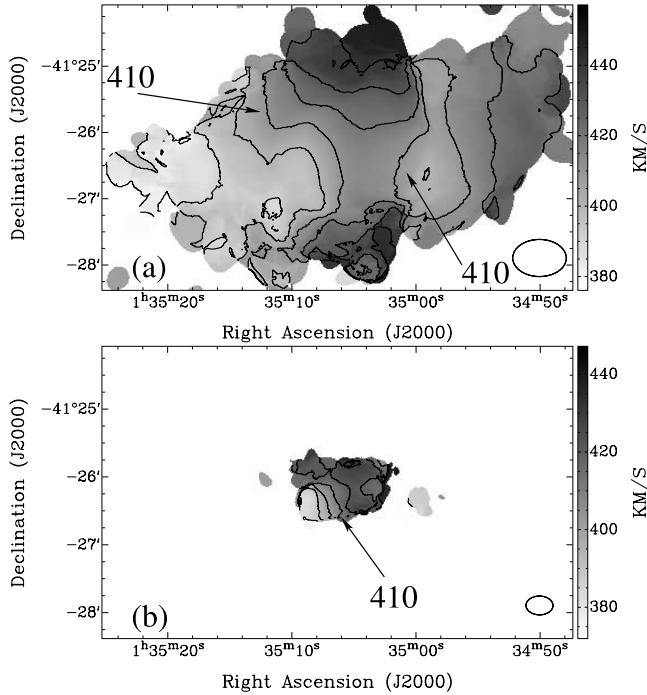 −41°25′
−26′
−27′
−28′
Declination (J2000)
410
410
(a)
440
420
400
380
KM/S
1ʰ35ᵐ20ˢ 35ᵐ10ˢ 35ᵐ00ˢ 34ᵐ50ˢ
Right Ascension (J2000)
−41°25′
−26′
−27′
−28′
Declination (J2000)
410
(b)
440
420
400
380
KM/S
1ʰ35ᵐ20ˢ 35ᵐ10ˢ 35ᵐ00ˢ 34ᵐ50ˢ
Right Ascension (J2000)